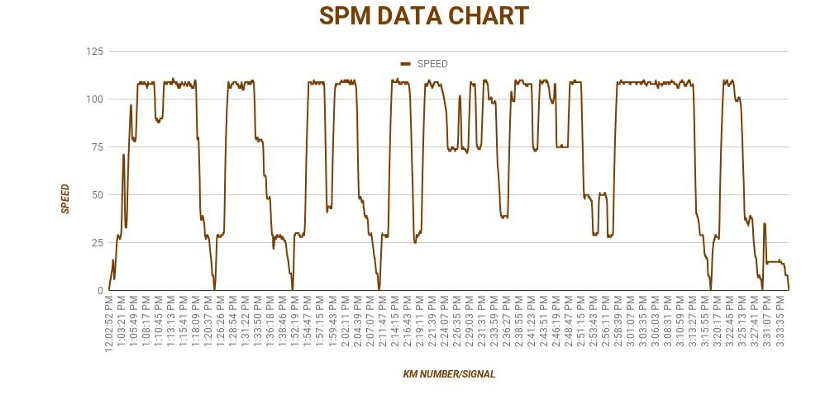 SPM DATA CHART
SPEED
125
100
75
50
25
0
SPEED
12:02:52 PM
1:03:21 PM
1:05:49 PM
1:08:17 PM
1:10:45 PM
1:13:13 PM
1:15:41 PM
1:18:09 PM
1:20:37 PM
1:26:26 PM
1:28:54 PM
1:31:22 PM
1:33:50 PM
1:36:18 PM
1:38:46 PM
1:52:19 PM
1:54:47 PM
1:57:15 PM
1:59:43 PM
2:02:11 PM
2:04:39 PM
2:07:07 PM
2:11:47 PM
2:14:15 PM
2:16:43 PM
2:19:11 PM
2:21:39 PM
2:24:07 PM
2:26:35 PM
2:29:03 PM
2:31:31 PM
2:33:59 PM
2:36:27 PM
2:38:55 PM
2:41:23 PM
2:43:51 PM
2:46:19 PM
2:48:47 PM
2:51:15 PM
2:53:43 PM
2:56:11 PM
2:58:39 PM
3:01:07 PM
3:03:35 PM
3:06:03 PM
3:08:31 PM
3:10:59 PM
3:13:27 PM
3:15:55 PM
3:20:17 PM
3:22:45 PM
3:25:13 PM
3:27:41 PM
3:31:07 PM
3:33:35 PM
KM NUMBER/SIGNAL